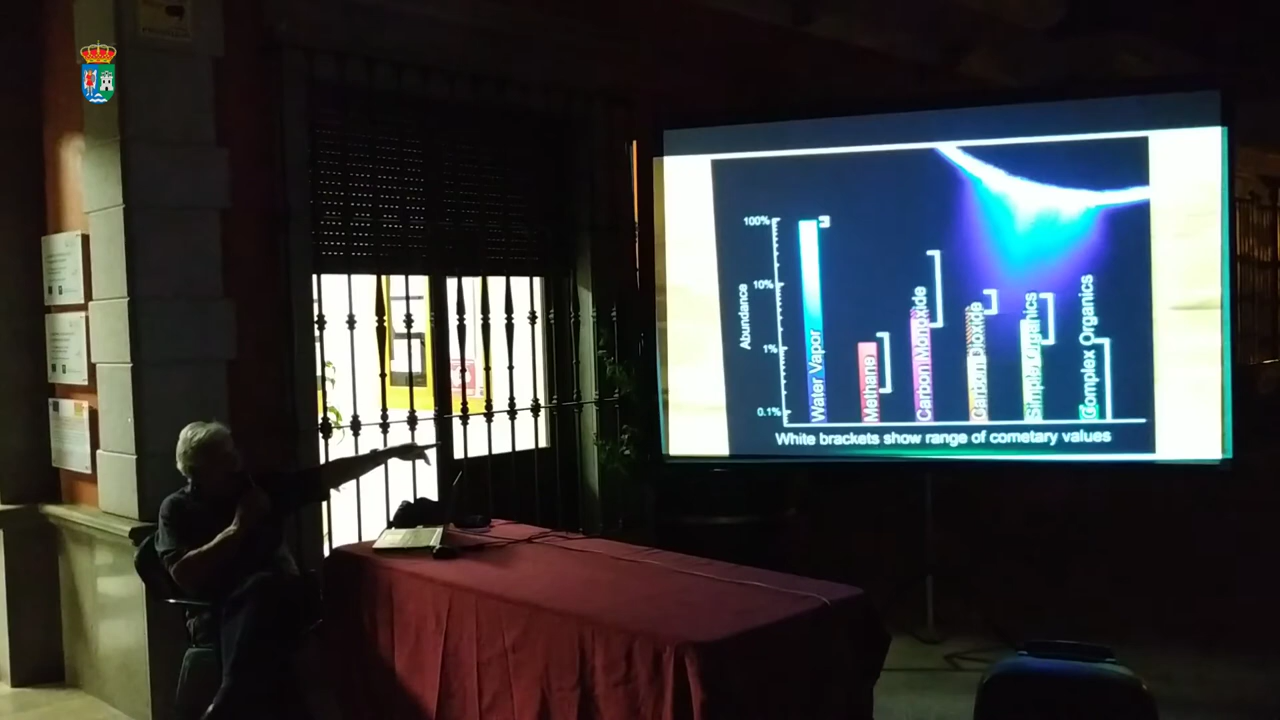 100%
10%
1%
0.1%
Abundance
Water Vapor
Methane
Carbon Monoxide
Carbon Dioxide
Simple Organics
Complex Organics
White brackets show range of cometary values